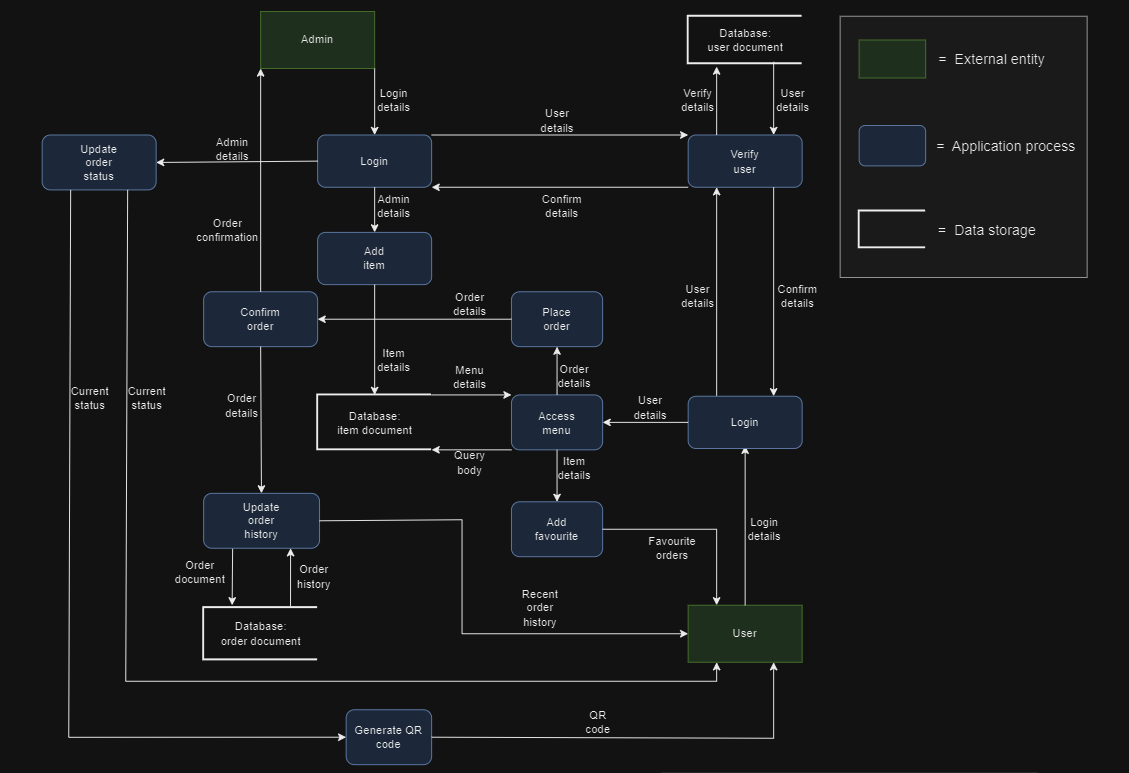 Admin
Database:
user document
= External entity
Login
details
Verify
details
User
details
User
details
Update
order
status
Admin
details
Login
Verify
user
= Application process
Admin
details
Confirm
details
Order
confirmation
Add
item
= Data storage
Confirm
order
Order
details
Place
order
User
details
Confirm
details
Item
details
Menu
details
Order
details
Current
status
Current
status
Order
details
Database:
item document
Access
menu
User
details
Login
Query
body
Item
details
Update
order
history
Add
favourite
Favourite
orders
Login
details
Order
document
Order
history
Recent
order
history
Database:
order document
User
Generate QR
code
QR
code